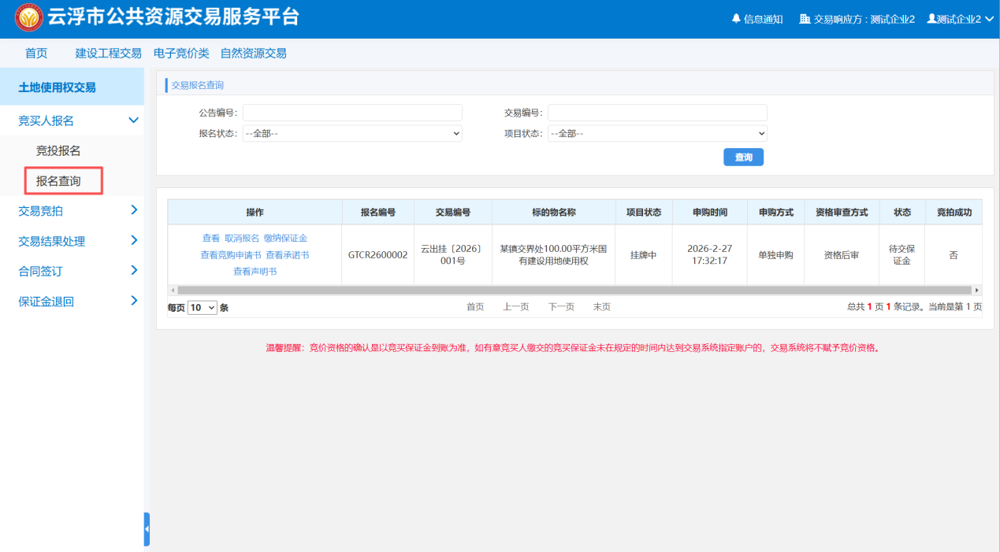 云浮市公共资源交易服务平台
信息通知 交易响应方：测试企业2 测试企业2
首页 建设工程交易 电子竞价类 自然资源交易
土地使用权交易
竞买人报名
竞投报名
报名查询
交易竞拍
交易结果处理
合同签订
保证金退回
交易报名查询
公告编号： 交易编号：
报名状态： --全部-- 项目状态： --全部--
查询
操作 报名编号 交易编号 标的物名称 项目状态 申购时间 申购方式 资格审查方式 状态 竞拍成功
查看 取消报名 缴纳保证金
查看竞购申请书 查看承诺书
查看声明书
GTCR2600002
云出挂〔2026〕
001号
某镇交界处100.00平方米国
有建设用地使用权
挂牌中
2026-2-27
17:32:17
单独申购
资格后审
待交保
证金
否
每页 10 条 首页 上一页 下一页 末页 总共 1 页 1 条记录。当前是第 1 页
温馨提醒：竞价资格的确认是以竞买保证金到账为准，如有意竞买人缴交的竞买保证金未在规定的时间内达到交易系统指定账户的，交易系统将不赋予竞价资格。